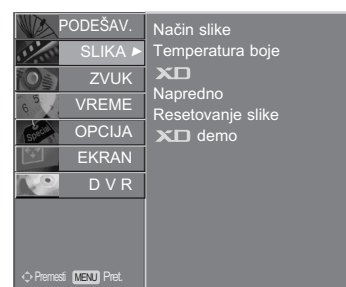 PODEŠAV.
SLIKA
ZVUK
VREME
OPCIJA
EKRAN
D V R
Način slike
Temperatura boje
XD
Napredno
Resetovanje slike
XD demo
Premesti MENU Pret.